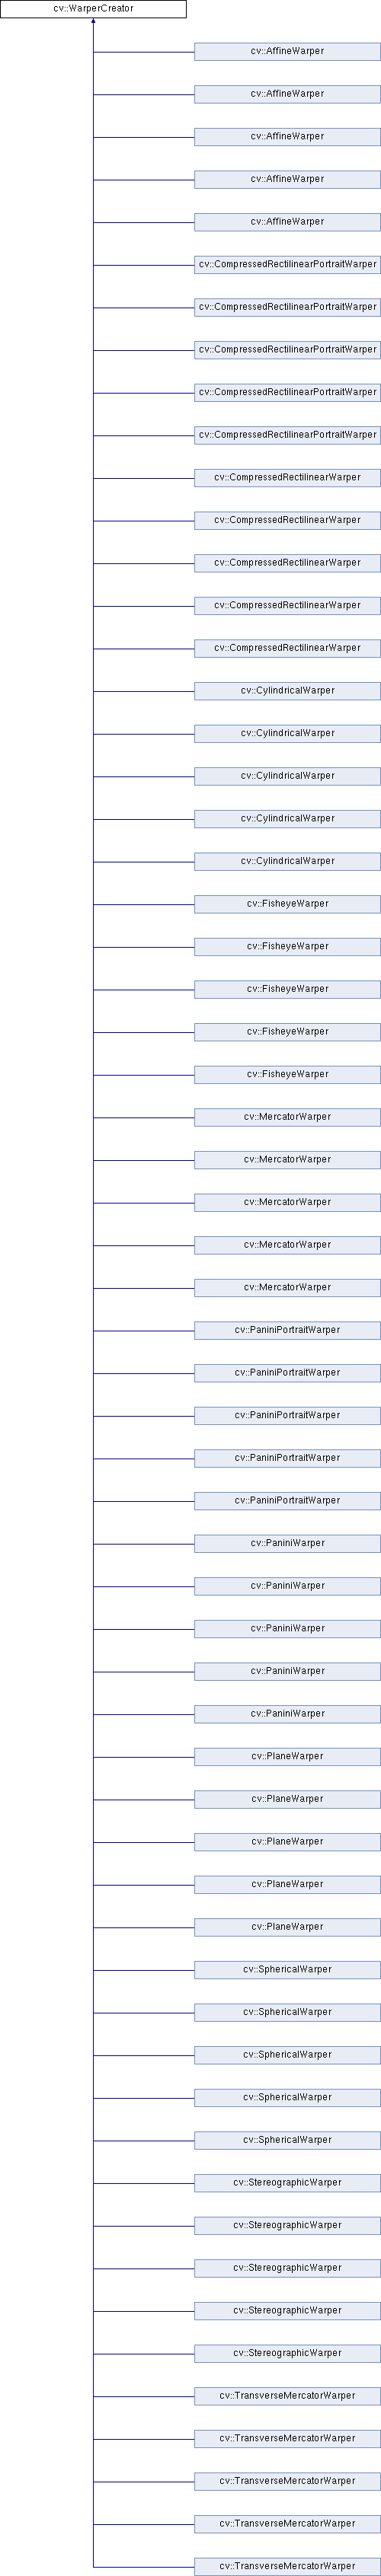 cv::WarperCreator
cv::AffineWarper
cv::AffineWarper
cv::AffineWarper
cv::AffineWarper
cv::AffineWarper
cv::CompressedRectilinearPortraitWarper
cv::CompressedRectilinearPortraitWarper
cv::CompressedRectilinearPortraitWarper
cv::CompressedRectilinearPortraitWarper
cv::CompressedRectilinearPortraitWarper
cv::CompressedRectilinearWarper
cv::CompressedRectilinearWarper
cv::CompressedRectilinearWarper
cv::CompressedRectilinearWarper
cv::CompressedRectilinearWarper
cv::CylindricalWarper
cv::CylindricalWarper
cv::CylindricalWarper
cv::CylindricalWarper
cv::CylindricalWarper
cv::FisheyeWarper
cv::FisheyeWarper
cv::FisheyeWarper
cv::FisheyeWarper
cv::FisheyeWarper
cv::MercatorWarper
cv::MercatorWarper
cv::MercatorWarper
cv::MercatorWarper
cv::MercatorWarper
cv::PaniniPortraitWarper
cv::PaniniPortraitWarper
cv::PaniniPortraitWarper
cv::PaniniPortraitWarper
cv::PaniniPortraitWarper
cv::PaniniWarper
cv::PaniniWarper
cv::PaniniWarper
cv::PaniniWarper
cv::PaniniWarper
cv::PlaneWarper
cv::PlaneWarper
cv::PlaneWarper
cv::PlaneWarper
cv::PlaneWarper
cv::SphericalWarper
cv::SphericalWarper
cv::SphericalWarper
cv::SphericalWarper
cv::SphericalWarper
cv::StereographicWarper
cv::StereographicWarper
cv::StereographicWarper
cv::StereographicWarper
cv::StereographicWarper
cv::TransverseMercatorWarper
cv::TransverseMercatorWarper
cv::TransverseMercatorWarper
cv::TransverseMercatorWarper
cv::TransverseMercatorWarper